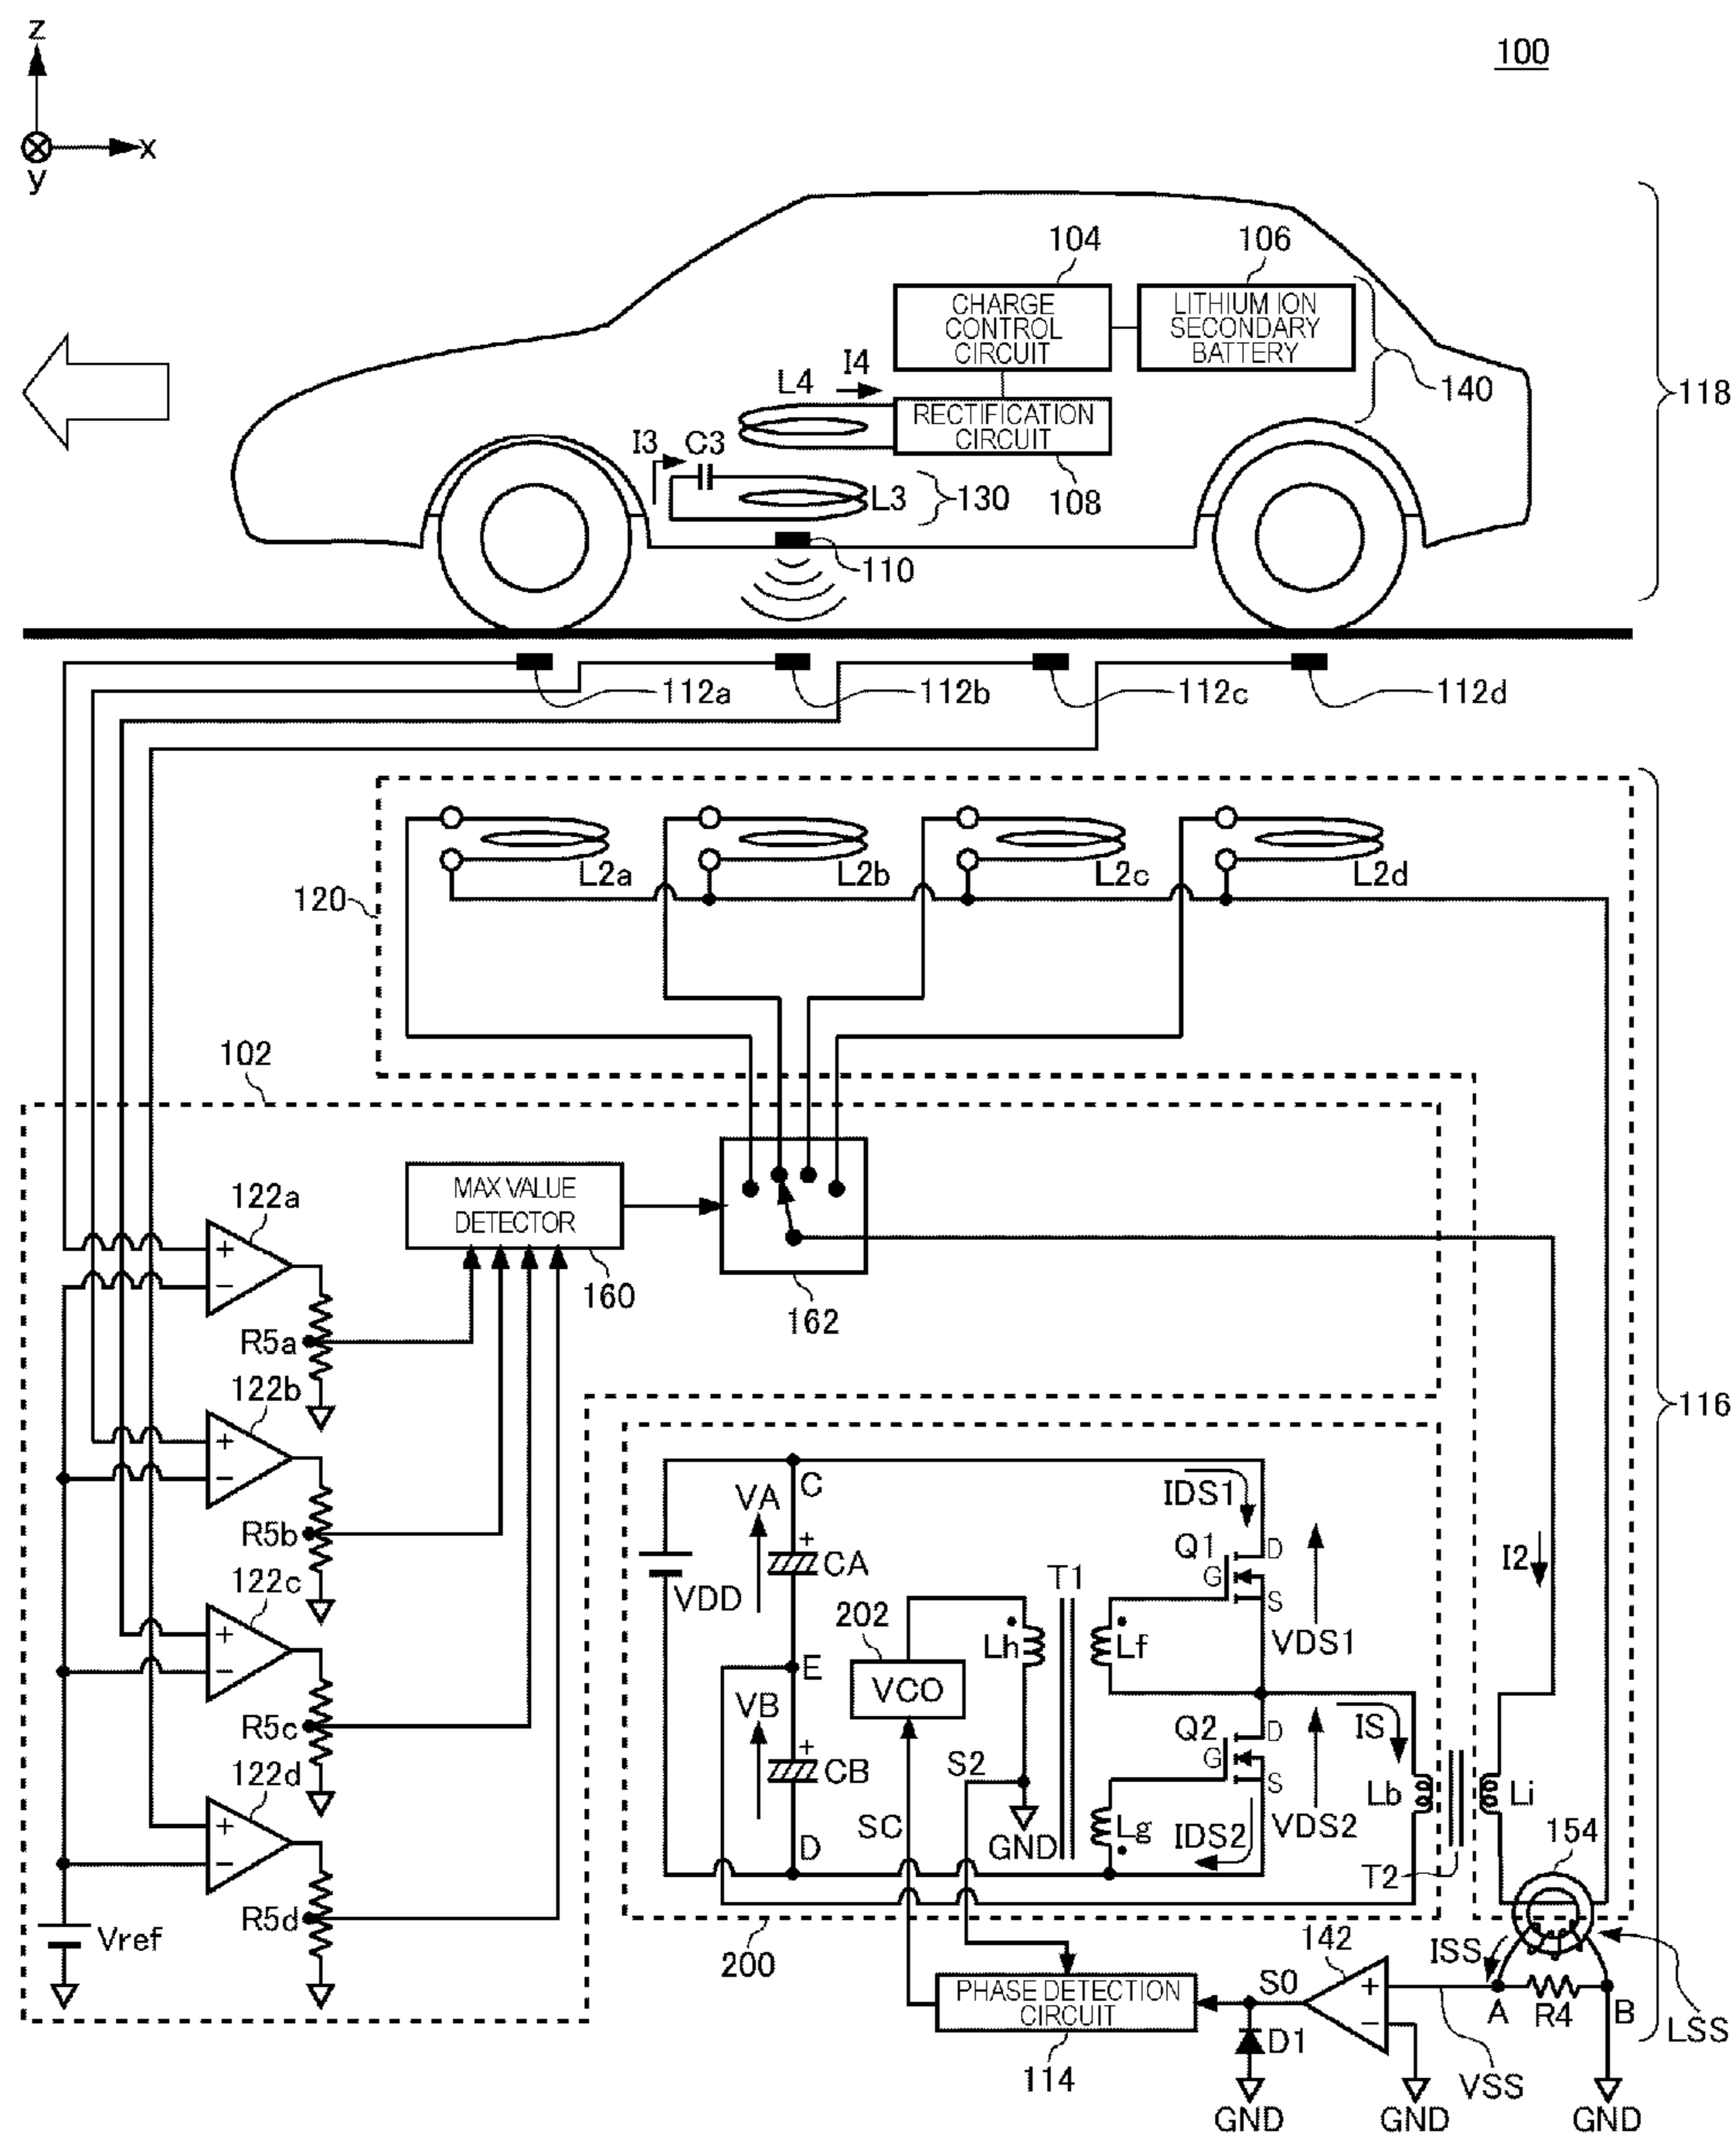 z
100
x
y
104
106
CHARGE
CONTROL
CIRCUIT
LITHIUM ION
SECONDARY
BATTERY
140
118
L4
I4
RECTIFICATION
CIRCUIT
I3
C3
L3
130
108
110
112a
112b
112c
112d
L2a
L2b
L2c
L2d
120
102
MAX VALUE
DETECTOR
122a
+
−
160
162
R5a
122b
+
−
116
C
IDS1
VA
R5b
+
CA
Q1
D
G
S
I2
VDD
T1
122c
202
+
−
Lh
Lf
VDS1
E
VCO
VB
R5c
Q2
D
G
S
IS
+
CB
S2
122d
Lb
Li
SC
GND
Lg
IDS2
VDS2
154
+
−
D
T2
R5d
Vref
200
142
ISS
PHASE DETECTION
CIRCUIT
S0
+
−
A
R4
B
LSS
D1
114
VSS
GND
GND
GND